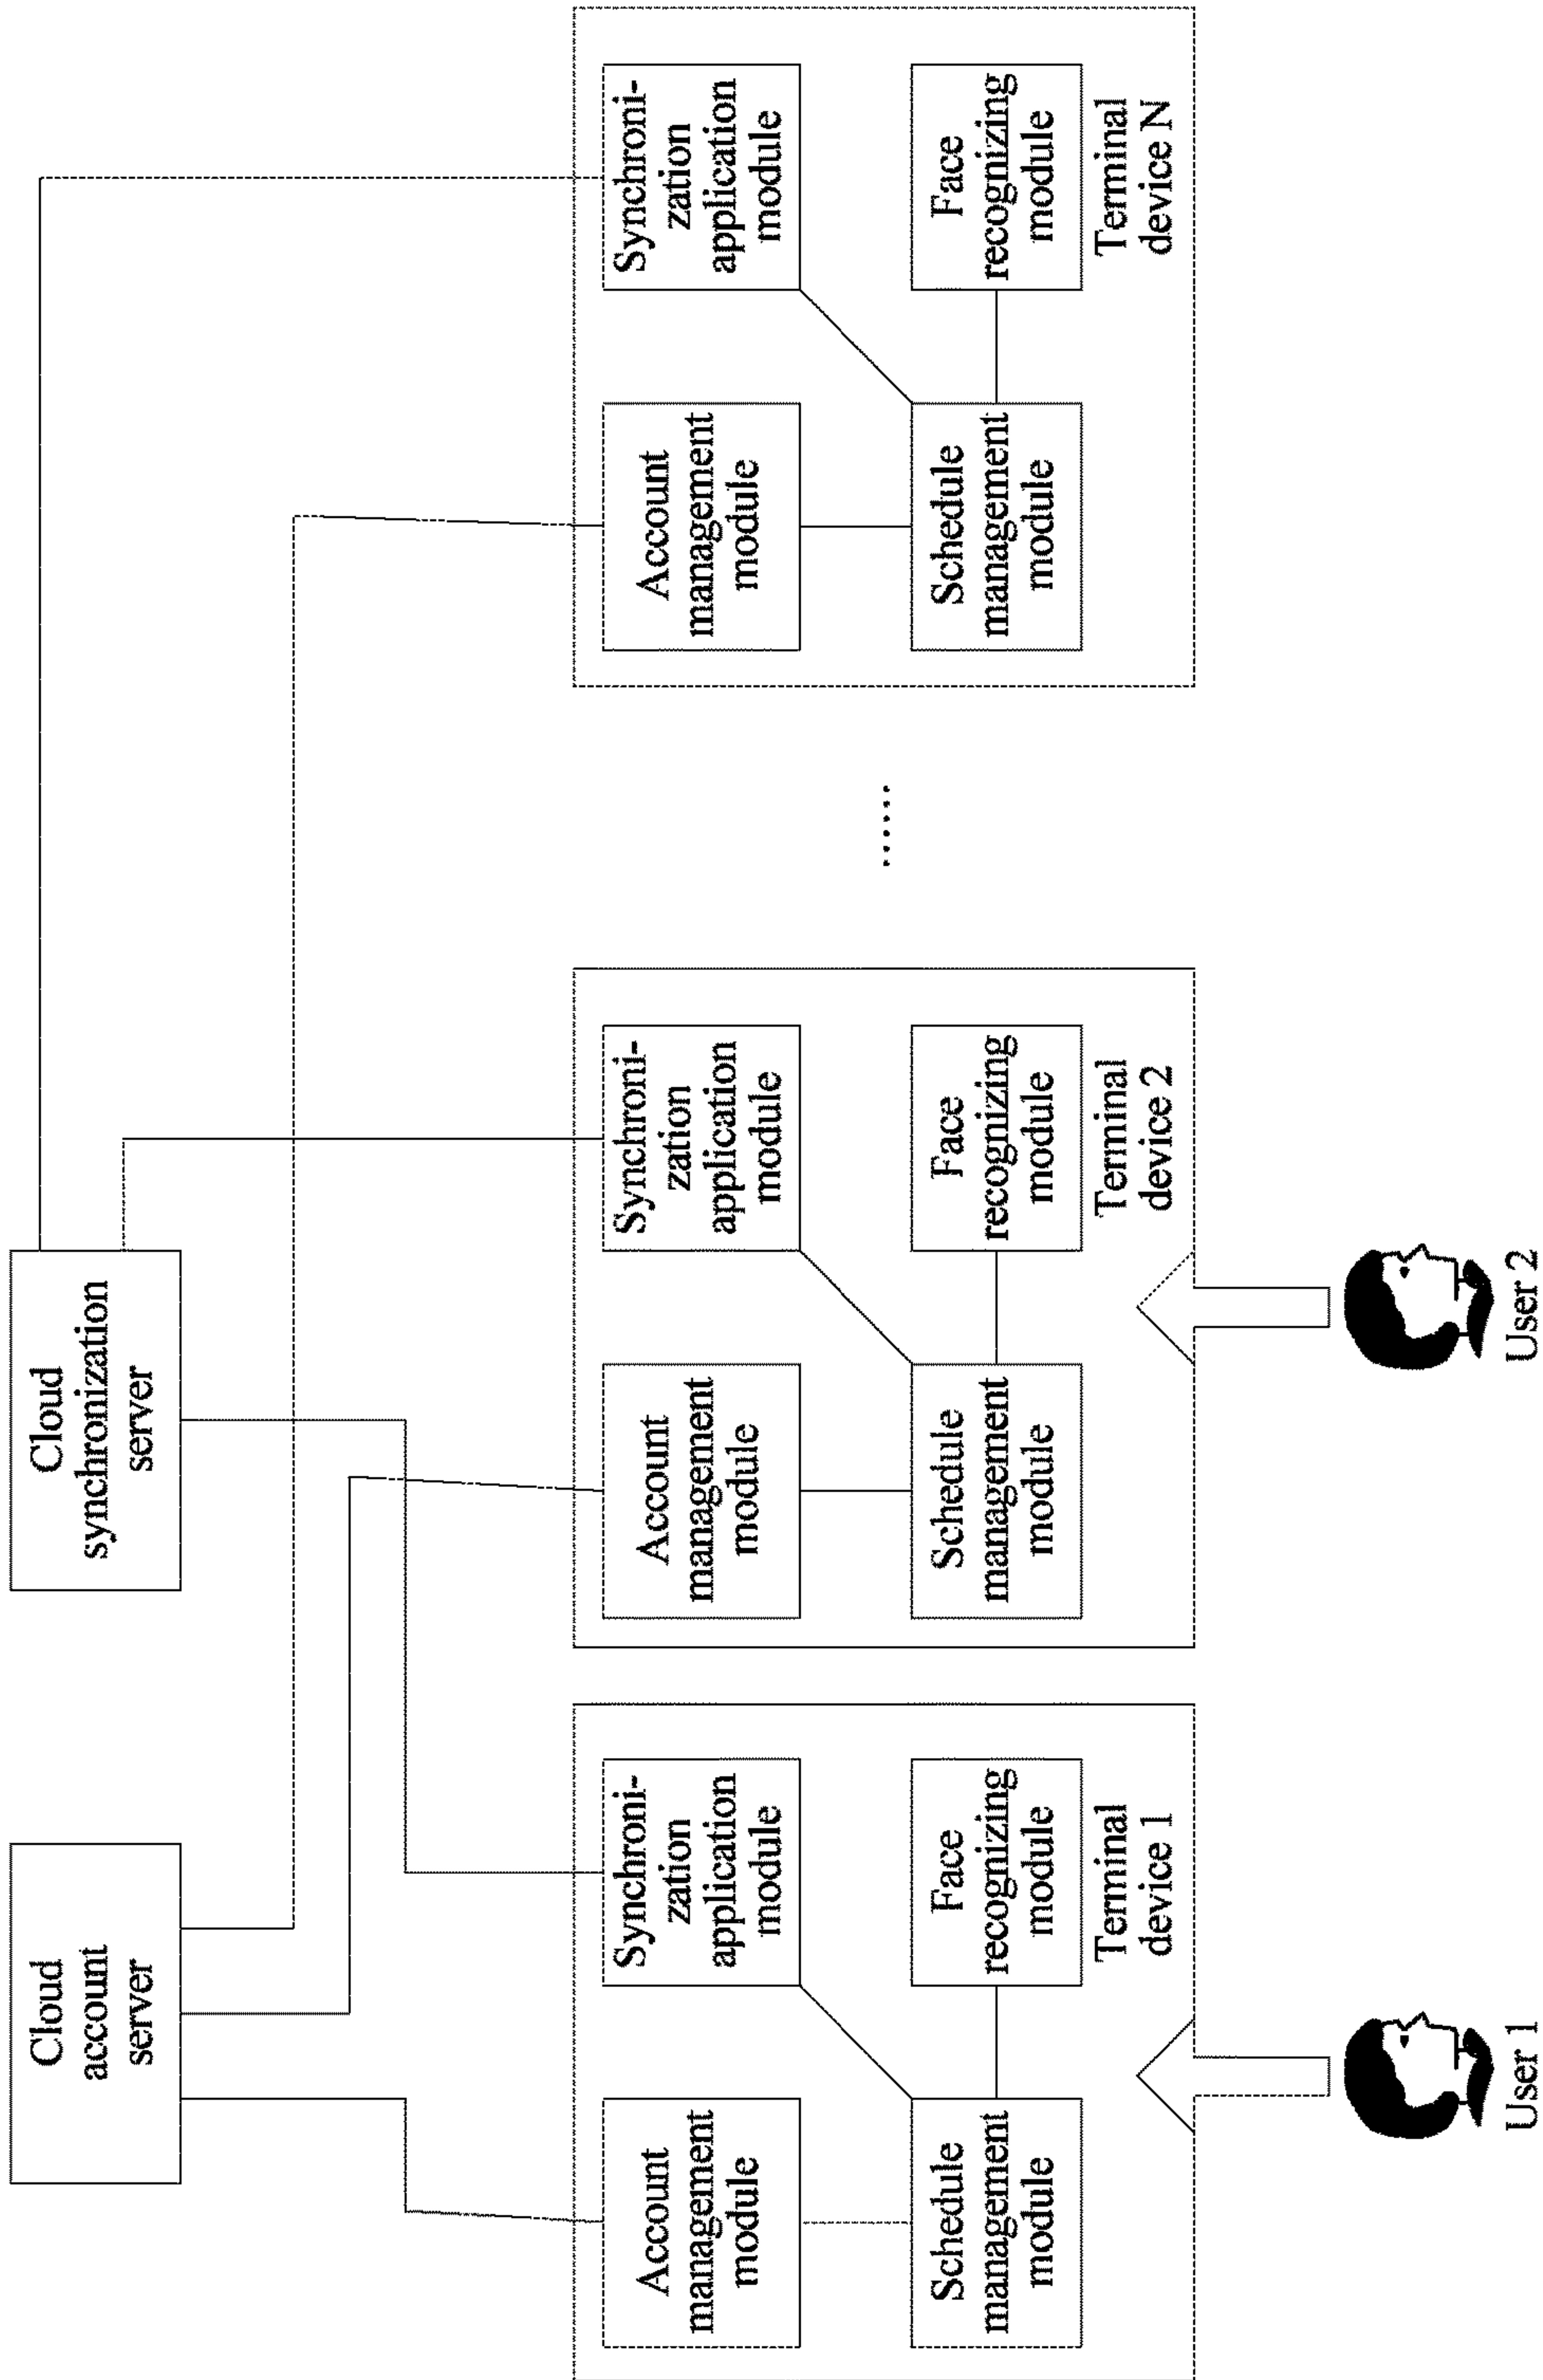 Cloud
account
server
Cloud
synchronization
server
Account
management
module
Synchroni-
zation
application
module
Schedule
management
module
Face
recognizing
module
Terminal
device 1
Account
management
module
Synchroni-
zation
application
module
Schedule
management
module
Face
recognizing
module
Terminal
device 2
......
Account
management
module
Synchroni-
zation
application
module
Schedule
management
module
Face
recognizing
module
Terminal
device N
User 1
User 2